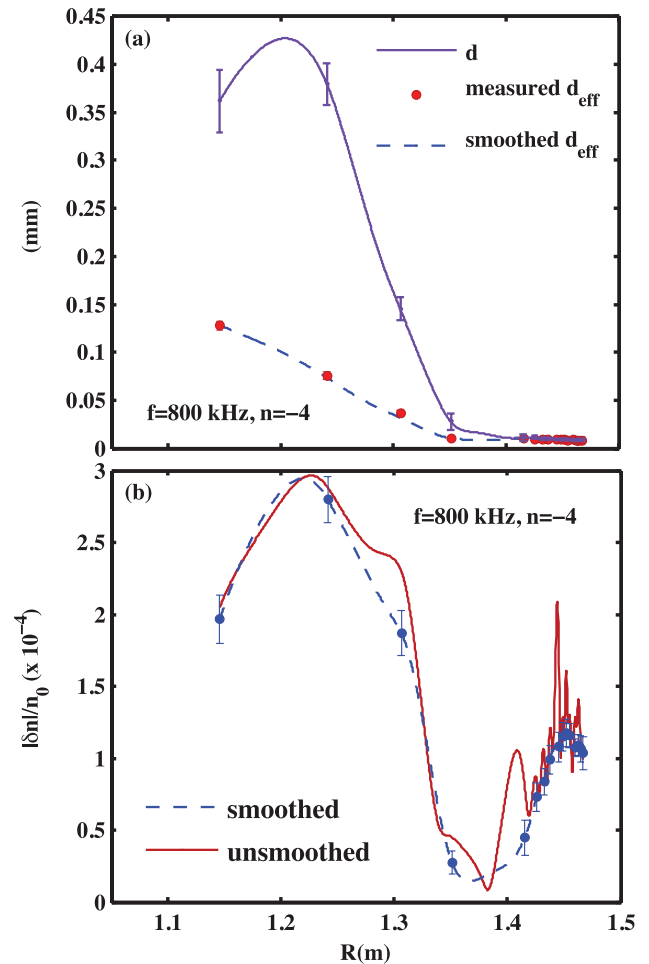 (a)
d
measured d_eff
smoothed d_eff
0.45
0.4
0.35
0.3
0.25
0.2
0.15
0.1
0.05
0
(mm)
f=800 kHz, n=−4
(b)
f=800 kHz, n=−4
3
2.5
2
1.5
1
0.5
0
|δn|/n_0 (x 10^−4)
smoothed
unsmoothed
1.1 1.2 1.3 1.4 1.5
R(m)